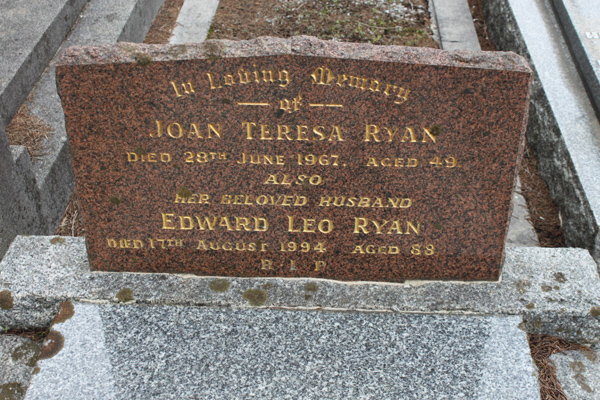 In Loving Memory
— of —
JOAN TERESA RYAN
DIED 28TH JUNE 1967. AGED 49
ALSO
HER BELOVED HUSBAND
EDWARD LEO RYAN
DIED 17TH AUGUST 1994 AGED 88
R I P